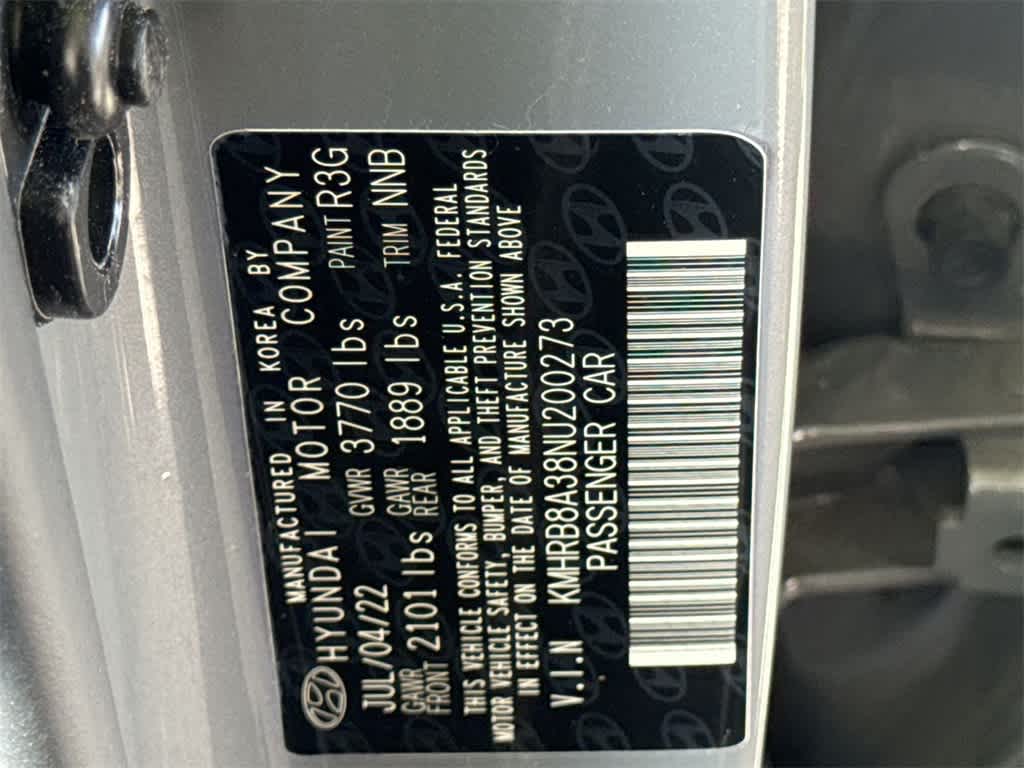 MANUFACTURED IN KOREA BY
HYUNDAI MOTOR COMPANY
JUL/04/22 GVWR 3770 lbs PAINT R3G
GAWR FRONT 2101 lbs GAWR REAR 1889 lbs TRIM NNB
THIS VEHICLE CONFORMS TO ALL APPLICABLE U.S.A. FEDERAL
MOTOR VEHICLE SAFETY, BUMPER, AND THEFT PREVENTION STANDARDS
IN EFFECT ON THE DATE OF MANUFACTURE SHOWN ABOVE
V.I.N KMHRB8A38NU200273
PASSENGER CAR